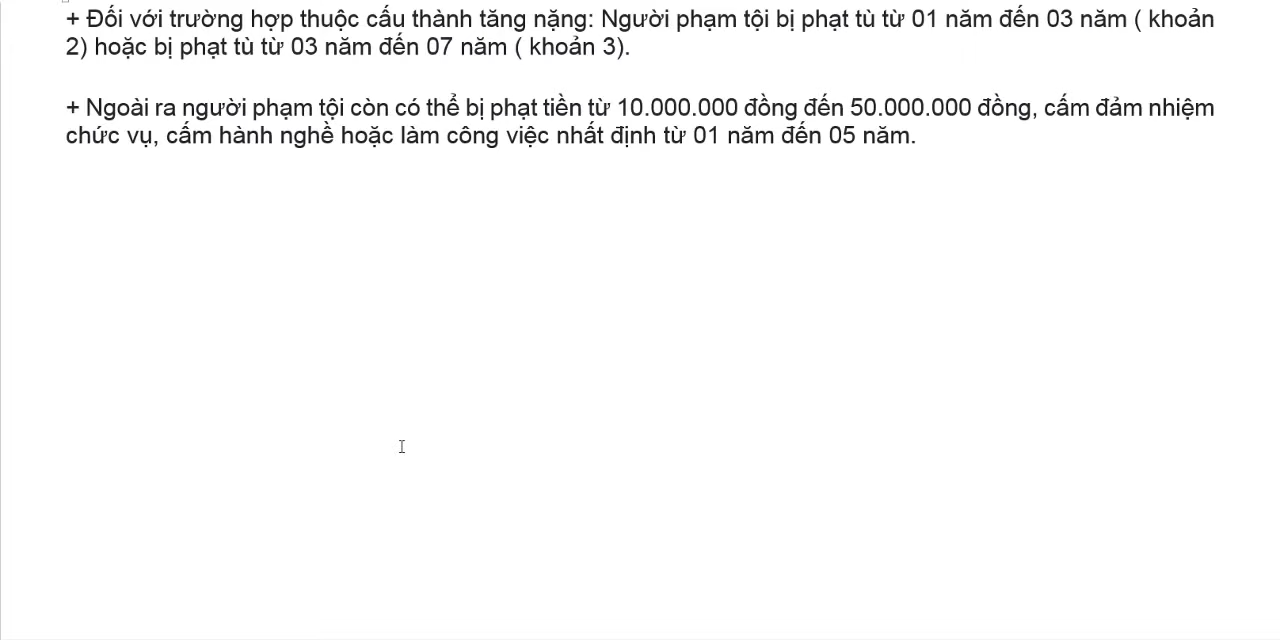 + Đối với trường hợp thuộc cấu thành tăng nặng: Người phạm tội bị phạt tù từ 01 năm đến 03 năm ( khoản
2) hoặc bị phạt tù từ 03 năm đến 07 năm ( khoản 3).
+ Ngoài ra người phạm tội còn có thể bị phạt tiền từ 10.000.000 đồng đến 50.000.000 đồng, cấm đảm nhiệm
chức vụ, cấm hành nghề hoặc làm công việc nhất định từ 01 năm đến 05 năm.